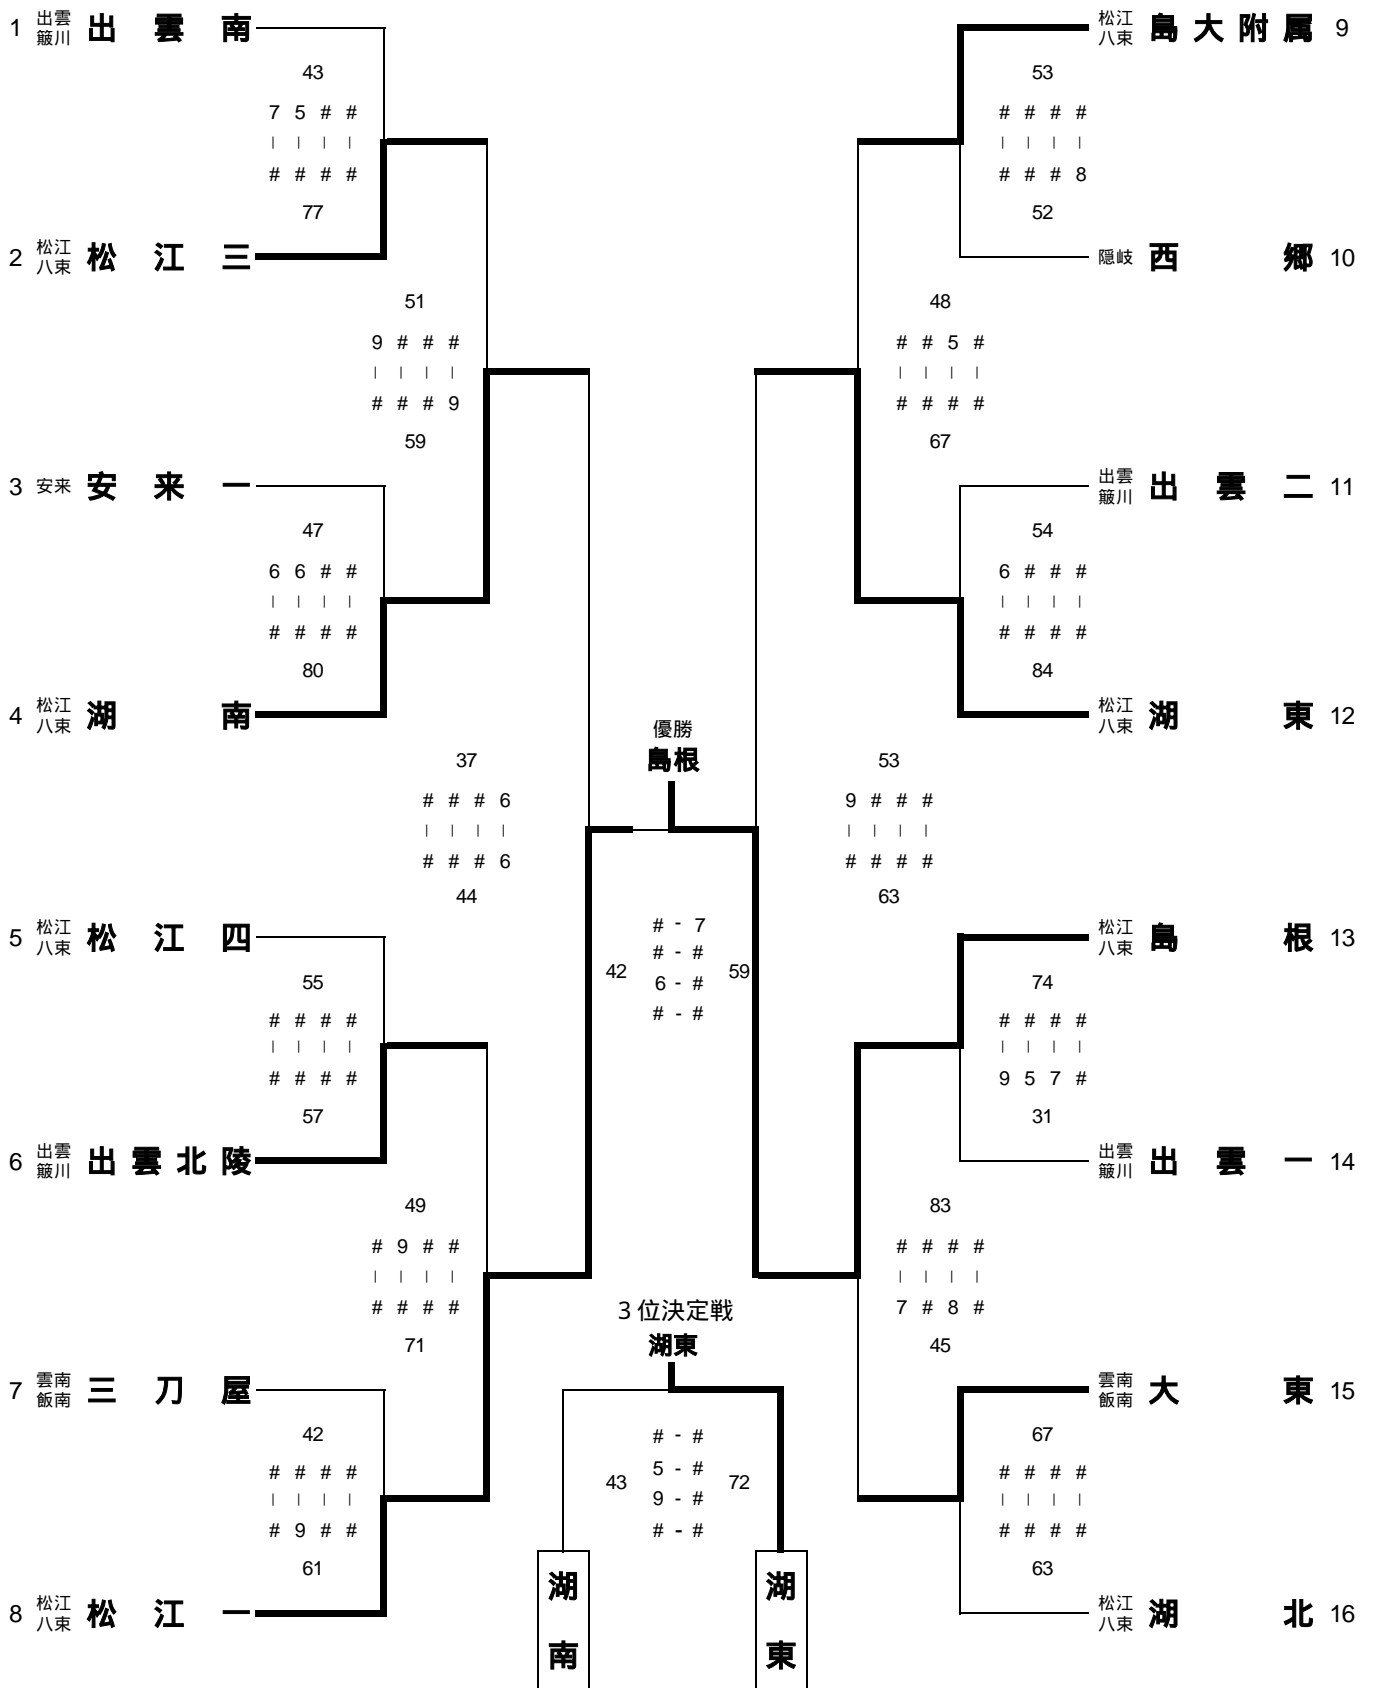 1 出雲簸川 出雲南
43
7 5 # #
| | | |
# # # #
77
2 松江八束 松江三
51
9 # # #
| | | |
# # # 9
59
3 安来 安来一
47
6 6 # #
| | | |
# # # #
80
4 松江八束 湖南
37
# # # 6
| | | |
# # # 6
44
5 松江八束 松江四
55
# # # #
| | | |
# # # #
57
6 出雲簸川 出雲北陵
49
# 9 # #
| | | |
# # # #
71
7 雲南飯南 三刀屋
42
# # # #
| | | |
# 9 # #
61
8 松江八束 松江一
優勝
島根
# - 7
# - #
42 6 - # 59
# - #
3位決定戦
湖東
# - #
5 - #
43 9 - # 72
# - #
湖南
湖東
松江八束 島大附属 9
53
# # # #
| | | |
# # # 8
52
隠岐 西郷 10
48
# # 5 #
| | | |
# # # #
67
出雲簸川 出雲二 11
54
6 # # #
| | | |
# # # #
84
松江八束 湖東 12
53
9 # # #
| | | |
# # # #
63
松江八束 島根 13
74
# # # #
| | | |
9 5 7 #
31
出雲簸川 出雲一 14
83
# # # #
| | | |
7 # 8 #
45
雲南飯南 大東 15
67
# # # #
| | | |
# # # #
63
松江八束 湖北 16